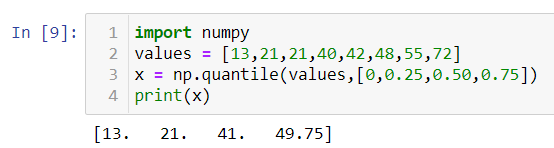 In [9]:
1 import numpy
2 values = [13,21,21,40,42,48,55,72]
3 x = np.quantile(values,[0,0.25,0.50,0.75])
4 print(x)
[13.   21.   41.   49.75]